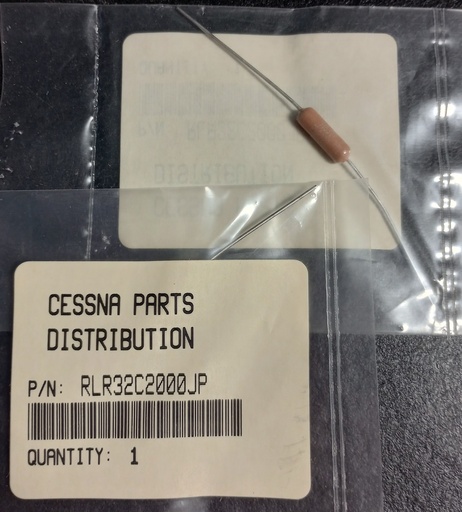 CESSNA PARTS
DISTRIBUTION
P/N: RLR32C2000JP
QUANTITY: 1